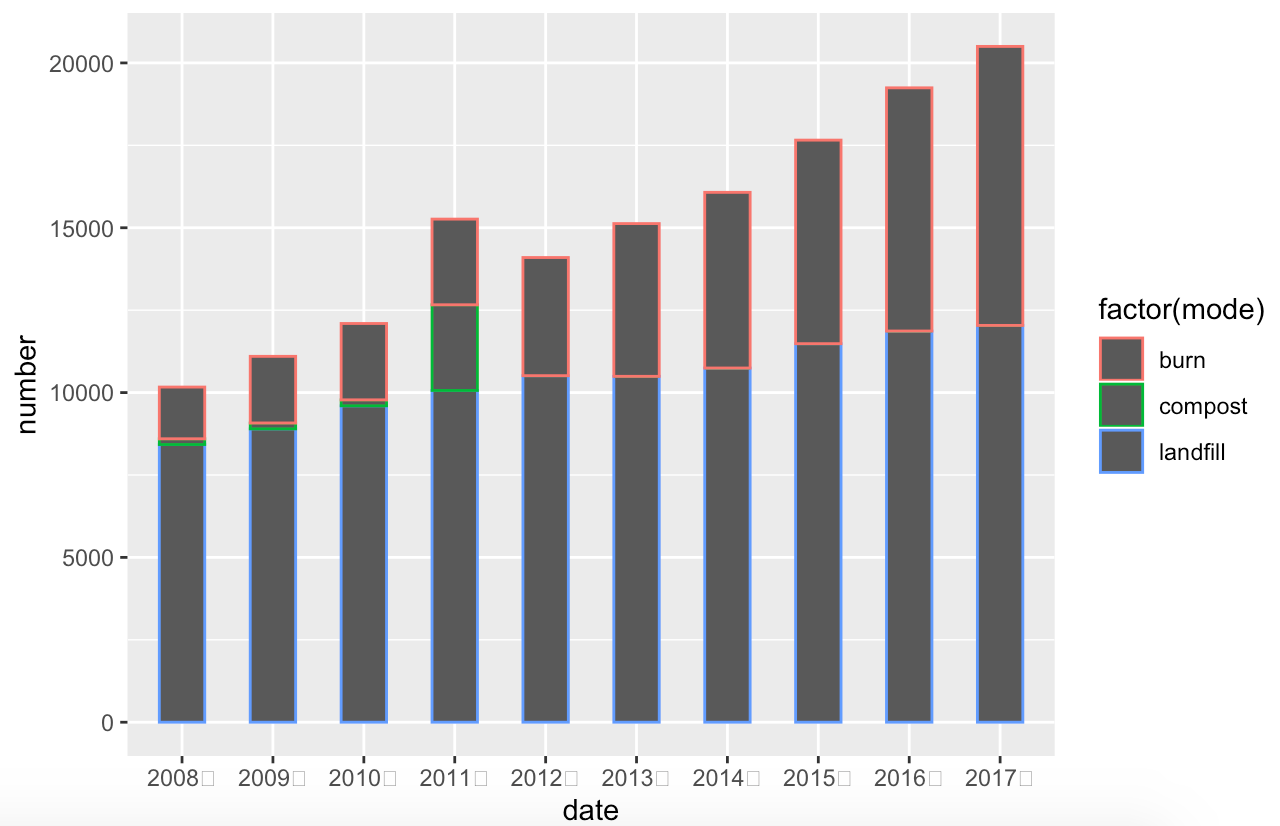 20000
15000
10000
5000
0
number
2008□ 2009□ 2010□ 2011□ 2012□ 2013□ 2014□ 2015□ 2016□ 2017□
date
factor(mode)
burn
compost
landfill